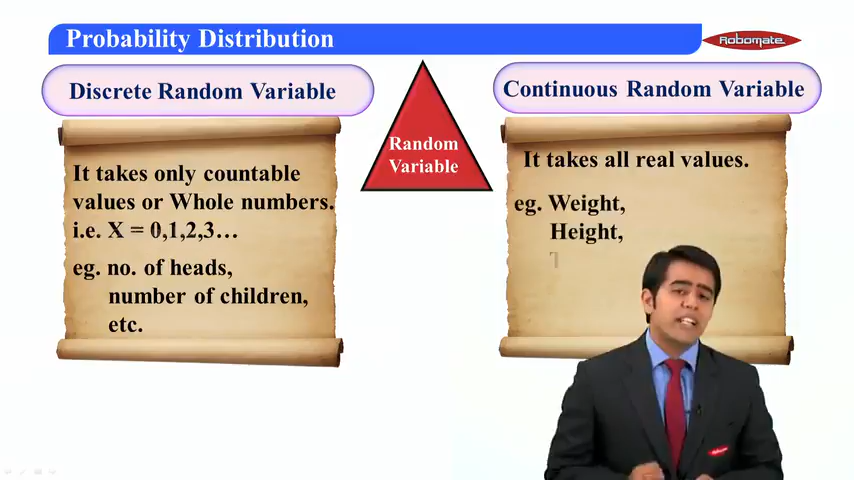 Probability Distribution
Robomate
Discrete Random Variable
Random
Variable
Continuous Random Variable
It takes only countable
values or Whole numbers.
i.e. X = 0,1,2,3...
eg. no. of heads,
number of children,
etc.
It takes all real values.
eg. Weight,
Height,
T
Robomate